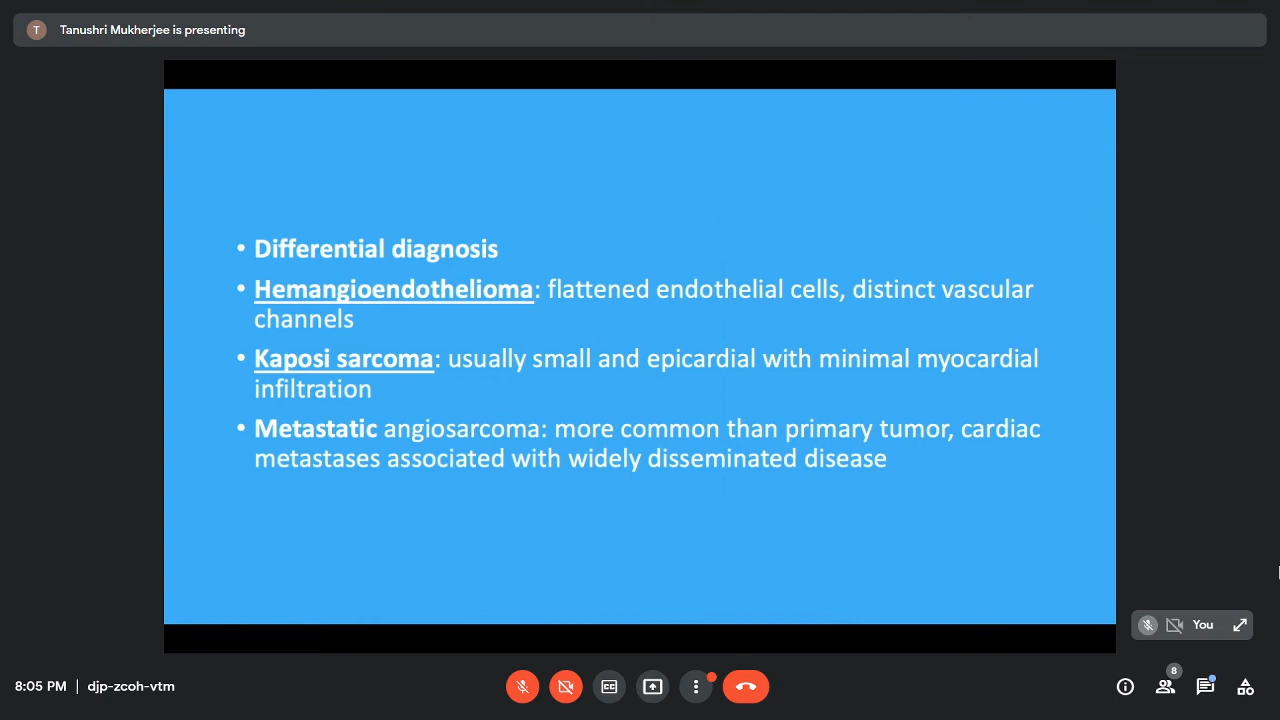 T
Tanushri Mukherjee is presenting
• Differential diagnosis
• Hemangioendothelioma: flattened endothelial cells, distinct vascular
channels
• Kaposi sarcoma: usually small and epicardial with minimal myocardial
infiltration
• Metastatic angiosarcoma: more common than primary tumor, cardiac
metastases associated with widely disseminated disease
You
8:05 PM | djp-zcoh-vtm
CC
8